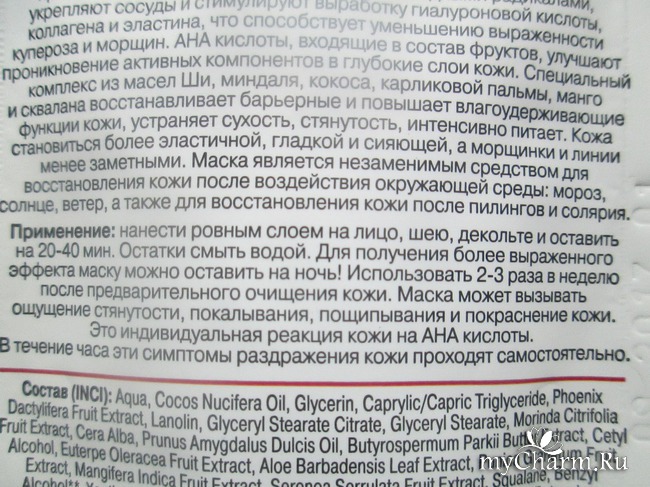 укрепляют сосуды и стимулируют выработку гиалуроновой кислоты,
коллагена и эластина, что способствует уменьшению выраженности
купероза и морщин. АНА кислоты, входящие в состав фруктов, улучшают
проникновение активных компонентов в глубокие слои кожи. Специальный
комплекс из масел Ши, миндаля, кокоса, карликовой пальмы, манго
и сквалана восстанавливает барьерные и повышает влагоудерживающие
функции кожи, устраняет сухость, стянутость, интенсивно питает. Кожа
становиться более эластичной, гладкой и сияющей, а морщинки и линии
менее заметными. Маска является незаменимым средством для
восстановления кожи после воздействия окружающей среды: мороз,
солнце, ветер, а также для восстановления кожи после пилингов и солярия.
Применение: нанести ровным слоем на лицо, шею, декольте и оставить
на 20-40 мин. Остатки смыть водой. Для получения более выраженного
эффекта маску можно оставить на ночь! Использовать 2-3 раза в неделю
после предварительного очищения кожи. Маска может вызывать
ощущение стянутости, покалывания, пощипывания и покраснение кожи.
Это индивидуальная реакция кожи на АНА кислоты.
В течение часа эти симптомы раздражения кожи проходят самостоятельно.
Состав (INCI): Aqua, Cocos Nucifera Oil, Glycerin, Caprylic/Capric Triglyceride, Phoenix
Dactylifera Fruit Extract, Lanolin, Glyceryl Stearate Citrate, Glyceryl Stearate, Morinda Citrifolia
Fruit Extract, Cera Alba, Prunus Amygdalus Dulcis Oil, Butyrospermum Parkii Butter Extract, Cetyl
Alcohol, Euterpe Oleracea Fruit Extract, Aloe Barbadensis Leaf Extract, Fruit
Extract, Mangifera Indica Fruit Extract, Serenoa Serrulata Fruit Extract, Squalane, Benzyl
myCharm.Ru